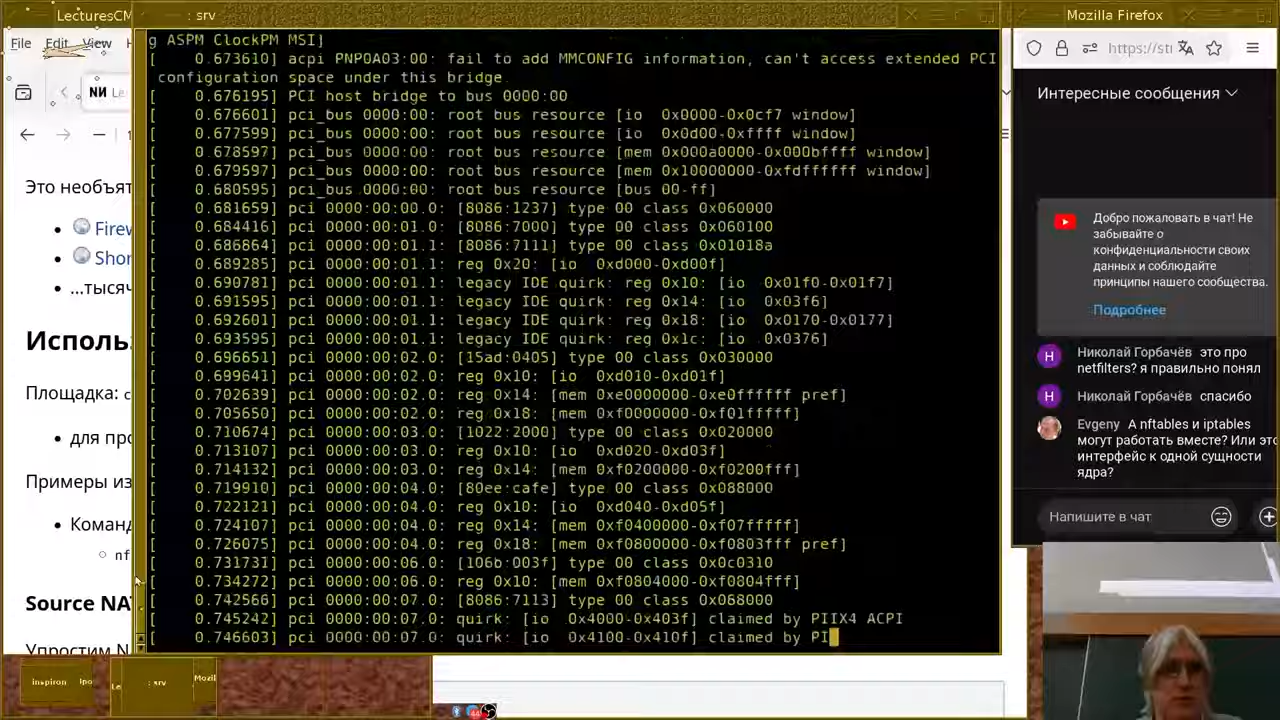 LecturesCM
: srv
Mozilla Firefox
File Edit View
https://sti
Интересные сообщения
g ASPM ClockPM MSI]
[    0.673610] acpi PNP0A03:00: fail to add MMCONFIG information, can't access extended PCI
configuration space under this bridge.
[    0.676195] PCI host bridge to bus 0000:00
[    0.676601] pci_bus 0000:00: root bus resource [io  0x0000-0x0cf7 window]
[    0.677599] pci_bus 0000:00: root bus resource [io  0x0d00-0xffff window]
[    0.678597] pci_bus 0000:00: root bus resource [mem 0x000a0000-0x000bffff window]
[    0.679597] pci_bus 0000:00: root bus resource [mem 0x10000000-0xfdffffff window]
[    0.680595] pci_bus 0000:00: root bus resource [bus 00-ff]
[    0.681659] pci 0000:00:00.0: [8086:1237] type 00 class 0x060000
[    0.684416] pci 0000:00:01.0: [8086:7000] type 00 class 0x060100
[    0.686864] pci 0000:00:01.1: [8086:7111] type 00 class 0x01018a
[    0.689285] pci 0000:00:01.1: reg 0x20: [io  0xd000-0xd00f]
[    0.690781] pci 0000:00:01.1: legacy IDE quirk: reg 0x10: [io  0x01f0-0x01f7]
[    0.691595] pci 0000:00:01.1: legacy IDE quirk: reg 0x14: [io  0x03f6]
[    0.692601] pci 0000:00:01.1: legacy IDE quirk: reg 0x18: [io  0x0170-0x0177]
[    0.693595] pci 0000:00:01.1: legacy IDE quirk: reg 0x1c: [io  0x0376]
[    0.696651] pci 0000:00:02.0: [15ad:0405] type 00 class 0x030000
[    0.699641] pci 0000:00:02.0: reg 0x10: [io  0xd010-0xd01f]
[    0.702639] pci 0000:00:02.0: reg 0x14: [mem 0xe0000000-0xe0ffffff pref]
[    0.705650] pci 0000:00:02.0: reg 0x18: [mem 0xf0000000-0xf01fffff]
[    0.710674] pci 0000:00:03.0: [1022:2000] type 00 class 0x020000
[    0.713107] pci 0000:00:03.0: reg 0x10: [io  0xd020-0xd03f]
[    0.714132] pci 0000:00:03.0: reg 0x14: [mem 0xf0200000-0xf0200fff]
[    0.719910] pci 0000:00:04.0: [80ee:cafe] type 00 class 0x088000
[    0.722121] pci 0000:00:04.0: reg 0x10: [io  0xd040-0xd05f]
[    0.724107] pci 0000:00:04.0: reg 0x14: [mem 0xf0400000-0xf07fffff]
[    0.726075] pci 0000:00:04.0: reg 0x18: [mem 0xf0800000-0xf0803fff pref]
[    0.731731] pci 0000:00:06.0: [106b:003f] type 00 class 0x0c0310
[    0.734272] pci 0000:00:06.0: reg 0x10: [mem 0xf0804000-0xf0804fff]
[    0.742566] pci 0000:00:07.0: [8086:7113] type 00 class 0x068000
[    0.745242] pci 0000:00:07.0: quirk: [io  0x4000-0x403f] claimed by PIIX4 ACPI
[    0.746603] pci 0000:00:07.0: quirk: [io  0x4100-0x410f] claimed by PI
Это необъят
Firew
Shor
...тысяч
Исполь
Площадка: с
для про
Примеры из
Команд
nf
Source NA
Упростим N
Добро пожаловать в чат! Не
забывайте о
конфиденциальности своих
данных и соблюдайте
принципы нашего сообщества.
Подробнее
Николай Горбачёв это про
netfilters? я правильно понял
Николай Горбачёв спасибо
Evgeny А nftables и iptables
могут работать вместе? Или это
интерфейс к одной сущности
ядра?
Напишите в чат
inspiron
: srv
Mozil